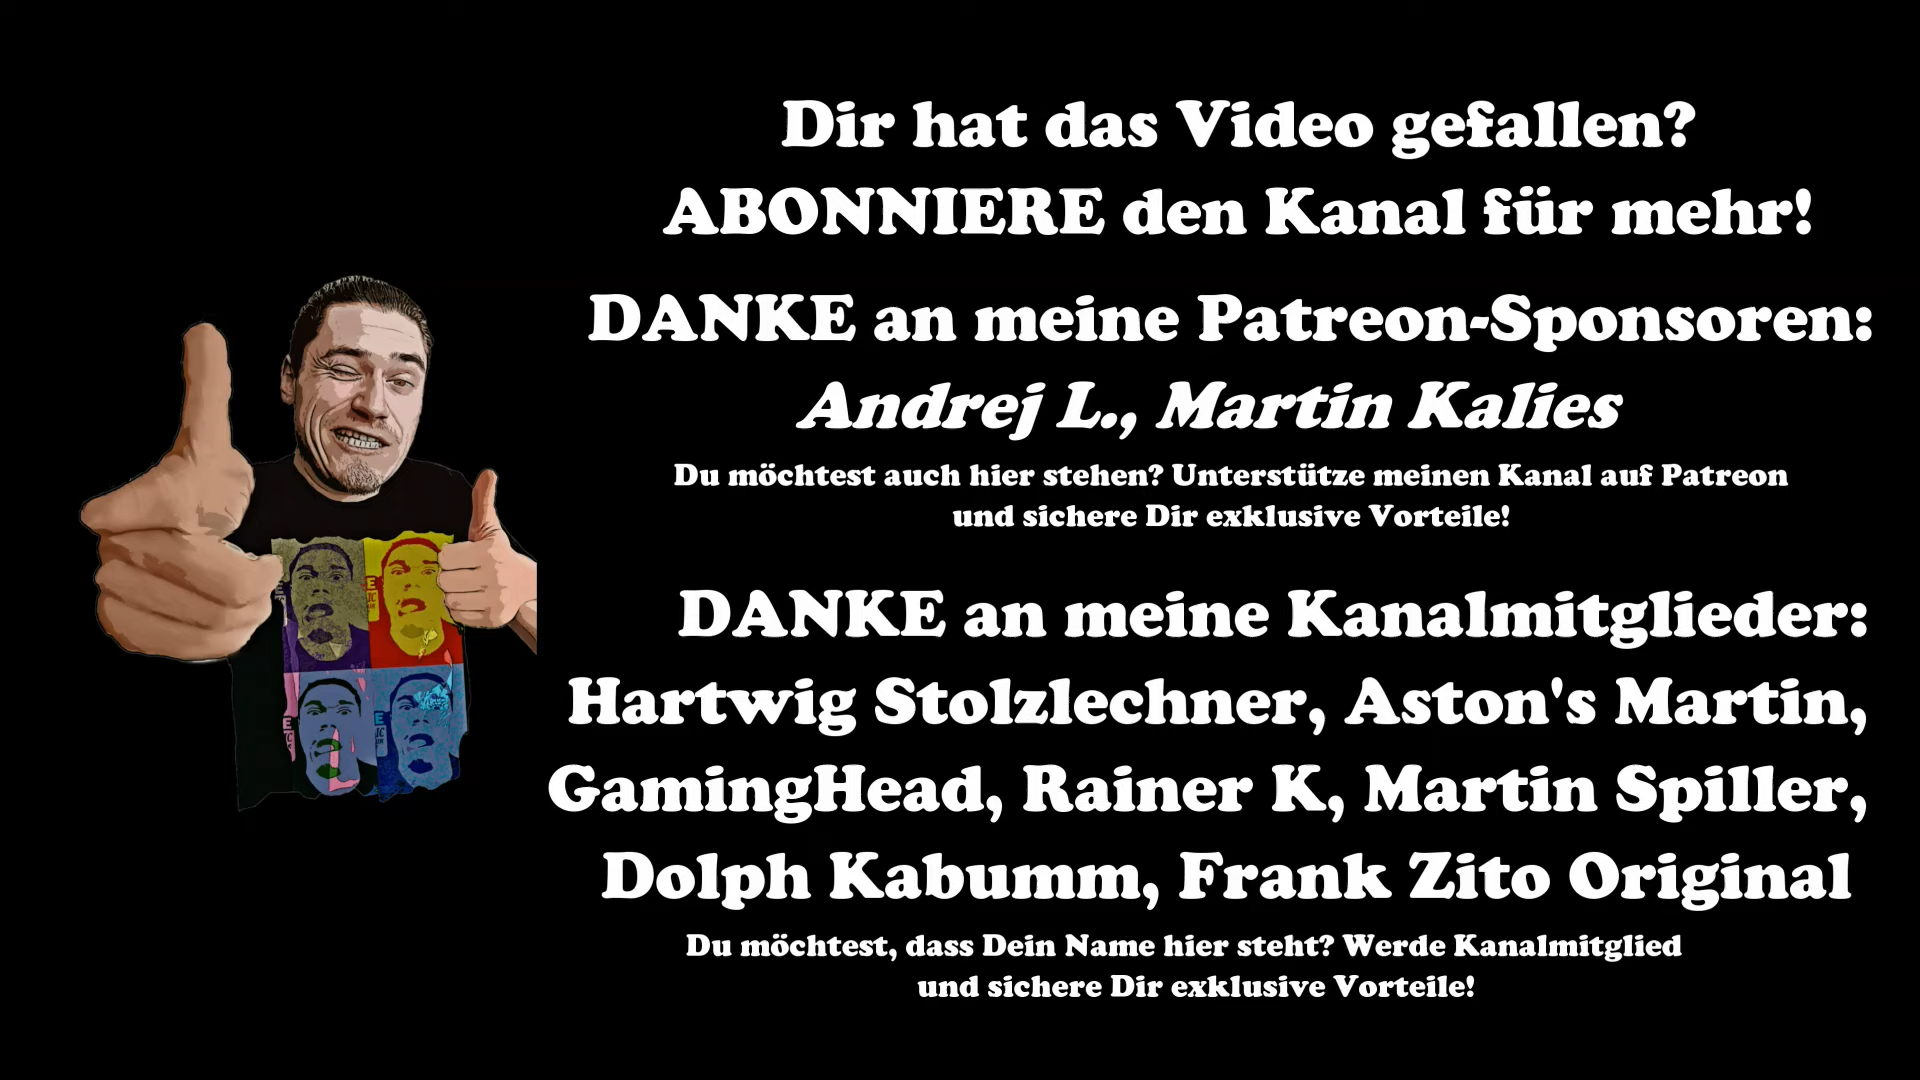 Dir hat das Video gefallen?
ABONNIERE den Kanal für mehr!
DANKE an meine Patreon-Sponsoren:
Andrej L., Martin Kalies
Du möchtest auch hier stehen? Unterstütze meinen Kanal auf Patreon
und sichere Dir exklusive Vorteile!
DANKE an meine Kanalmitglieder:
Hartwig Stolzlechner, Aston's Martin,
GamingHead, Rainer K, Martin Spiller,
Dolph Kabumm, Frank Zito Original
Du möchtest, dass Dein Name hier steht? Werde Kanalmitglied
und sichere Dir exklusive Vorteile!